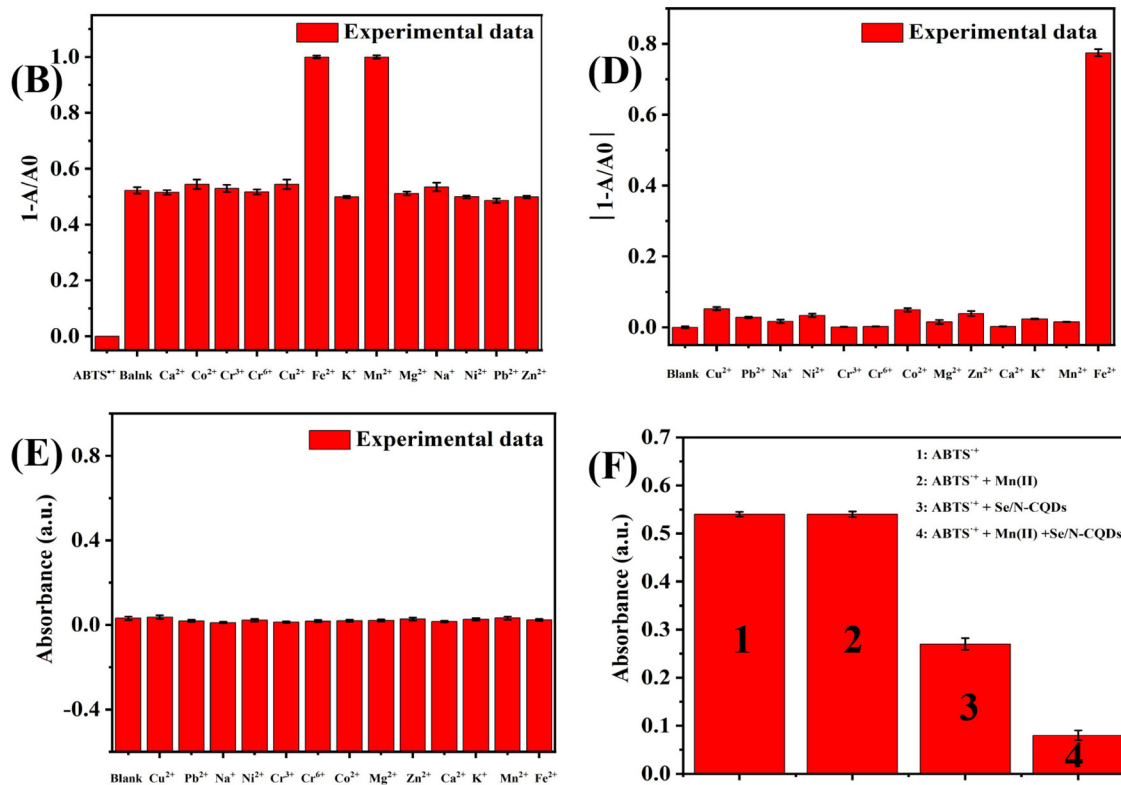 (B)
Experimental data
1-A/A0
1.0
0.8
0.6
0.4
0.2
0.0
ABTS•+ Balnk Ca²⁺ Co²⁺ Cr³⁺ Cr⁶⁺ Cu²⁺ Fe²⁺ K⁺ Mn²⁺ Mg²⁺ Na⁺ Ni²⁺ Pb²⁺ Zn²⁺
(D)
Experimental data
|1-A/A0|
0.8
0.6
0.4
0.2
0.0
Blank Cu²⁺ Pb²⁺ Na⁺ Ni²⁺ Cr³⁺ Cr⁶⁺ Co²⁺ Mg²⁺ Zn²⁺ Ca²⁺ K⁺ Mn²⁺ Fe²⁺
(E)
Experimental data
Absorbance (a.u.)
0.8
0.4
0.0
-0.4
Blank Cu²⁺ Pb²⁺ Na⁺ Ni²⁺ Cr³⁺ Cr⁶⁺ Co²⁺ Mg²⁺ Zn²⁺ Ca²⁺ K⁺ Mn²⁺ Fe²⁺
(F)
1: ABTS·⁺
2: ABTS·⁺ + Mn(II)
3: ABTS·⁺ + Se/N-CQDs
4: ABTS·⁺ + Mn(II) +Se/N-CQDs
Absorbance (a.u.)
0.7
0.6
0.5
0.4
0.3
0.2
0.1
0.0
1
2
3
4